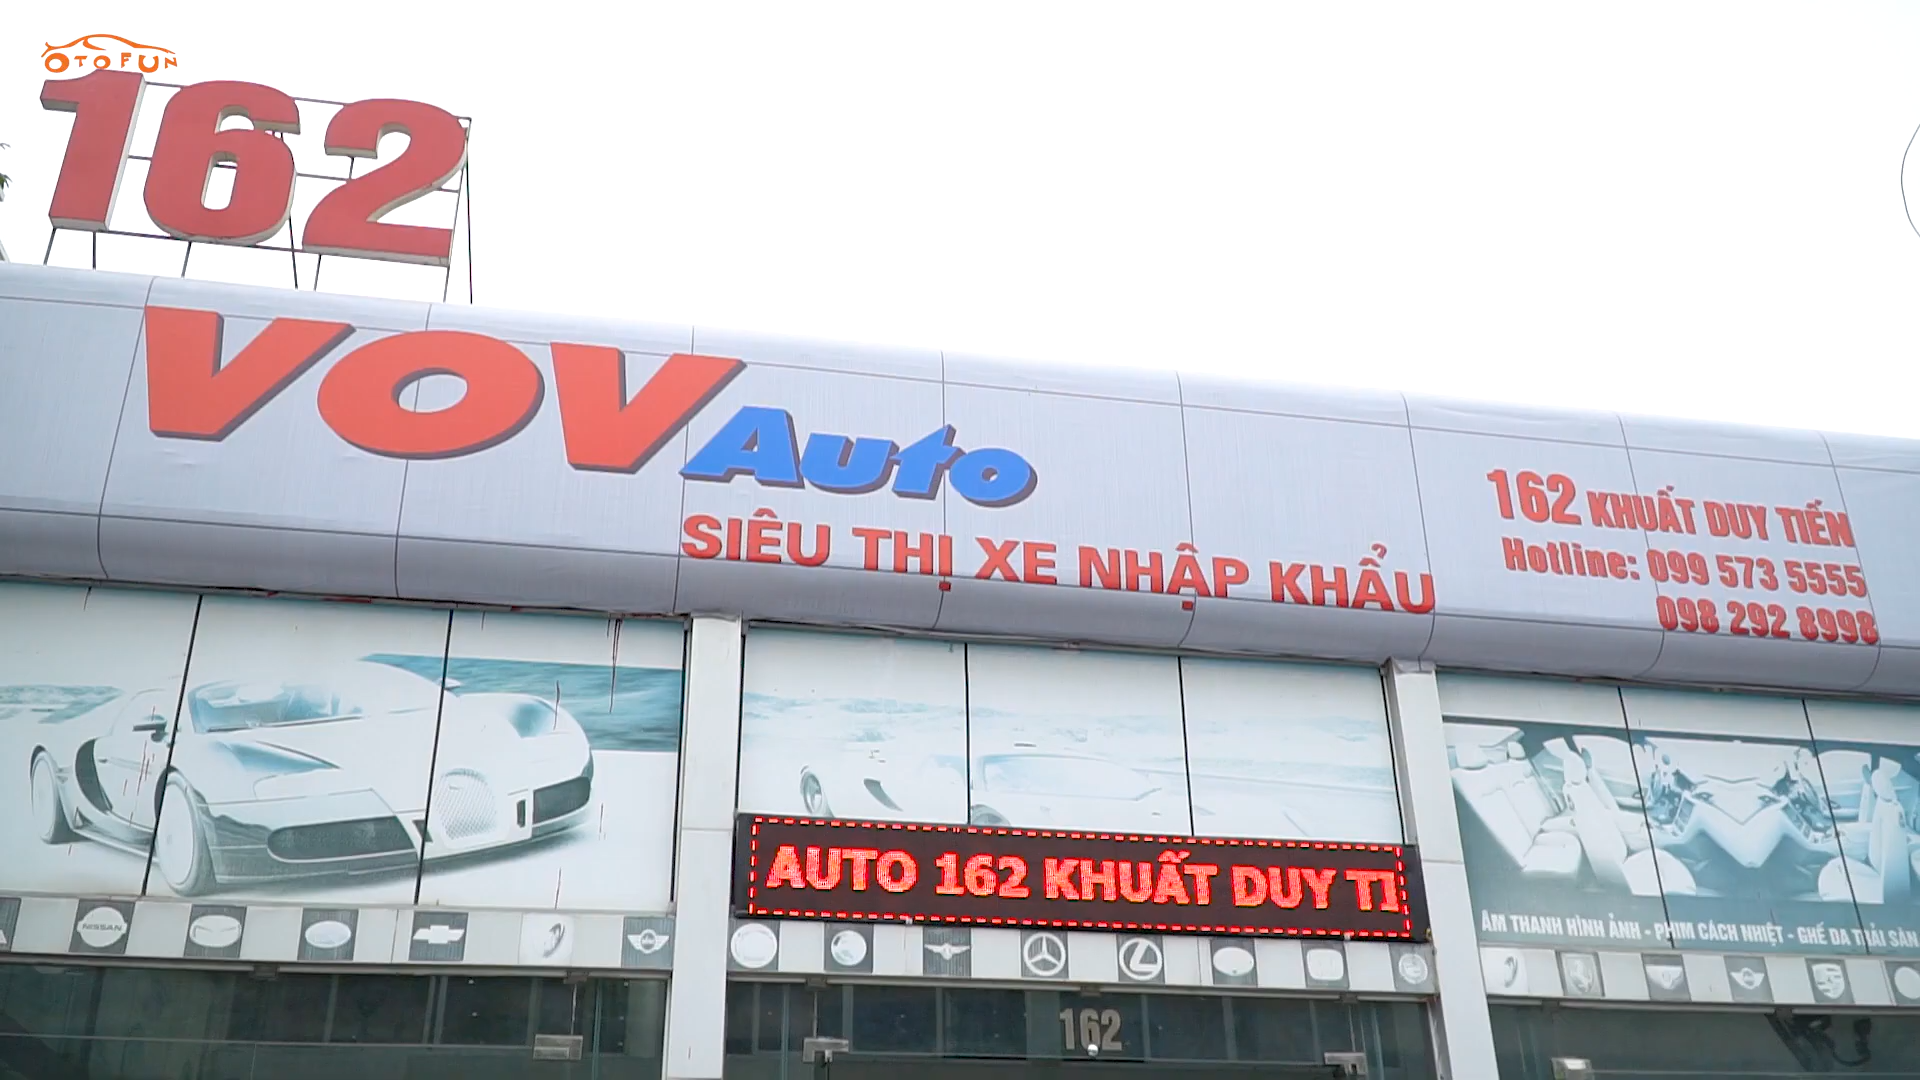 OTOFUN
162
VOV Auto
SIÊU THỊ XE NHẬP KHẨU
162 KHUẤT DUY TIẾN
Hotline: 099 573 5555
098 292 8998
AUTO 162 KHUẤT DUY TI
ÂM THANH HÌNH ẢNH - PHIM CÁCH NHIỆT - GHẾ DA TRẢI SÀN
NISSAN
162